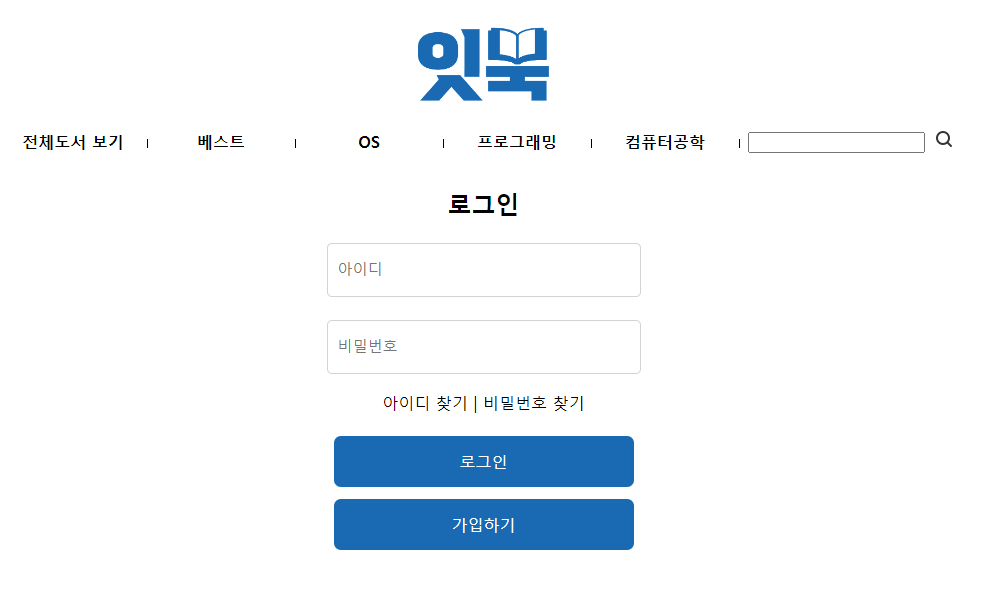 잇북
전체도서 보기 베스트 OS 프로그래밍 컴퓨터공학
로그인
아이디
비밀번호
아이디 찾기 | 비밀번호 찾기
로그인
가입하기